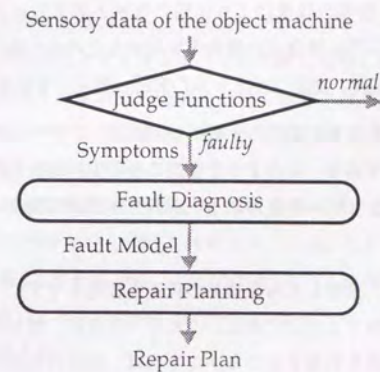 Sensory data of the object machine
normal
Judge Functions
Symptoms faulty
Fault Diagnosis
Fault Model
Repair Planning
Repair Plan